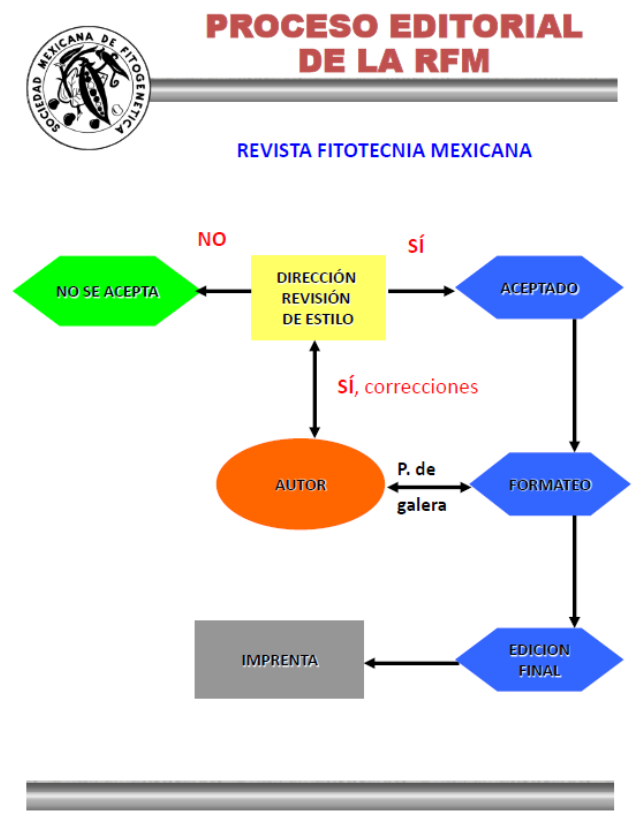 PROCESO EDITORIAL
DE LA RFM
SOCIEDAD MEXICANA DE FITOGENETICA
REVISTA FITOTECNIA MEXICANA
NO
SÍ
NO SE ACEPTA
DIRECCIÓN
REVISIÓN
DE ESTILO
ACEPTADO
SÍ, correcciones
AUTOR
P. de
galera
FORMATEO
IMPRENTA
EDICION
FINAL